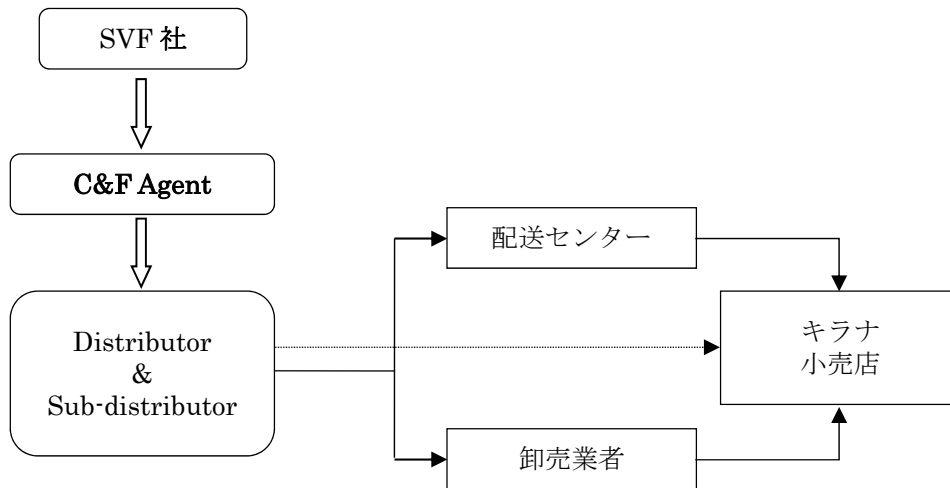 SVF 社
C&F Agent
配送センター
Distributor
&
Sub-distributor
キラナ
小売店
卸売業者